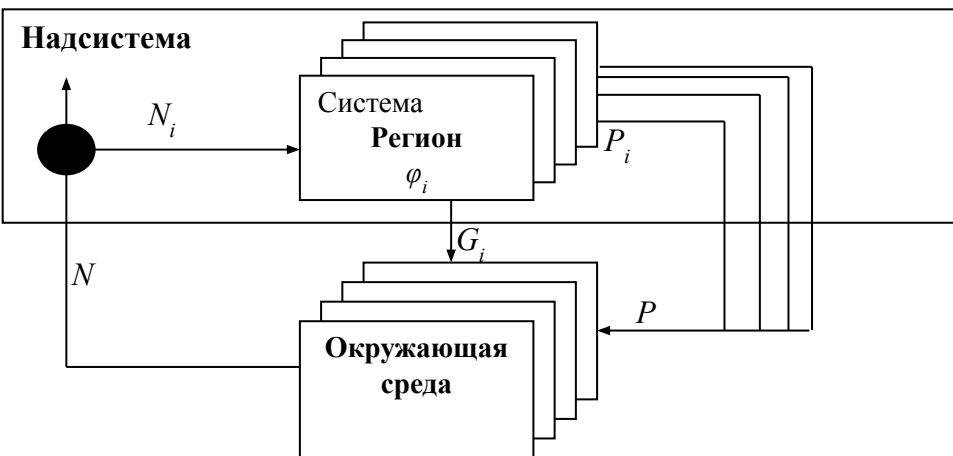 Надсистема
Система
N_i
Регион
P_i
φ_i
G_i
N
P
Окружающая
среда